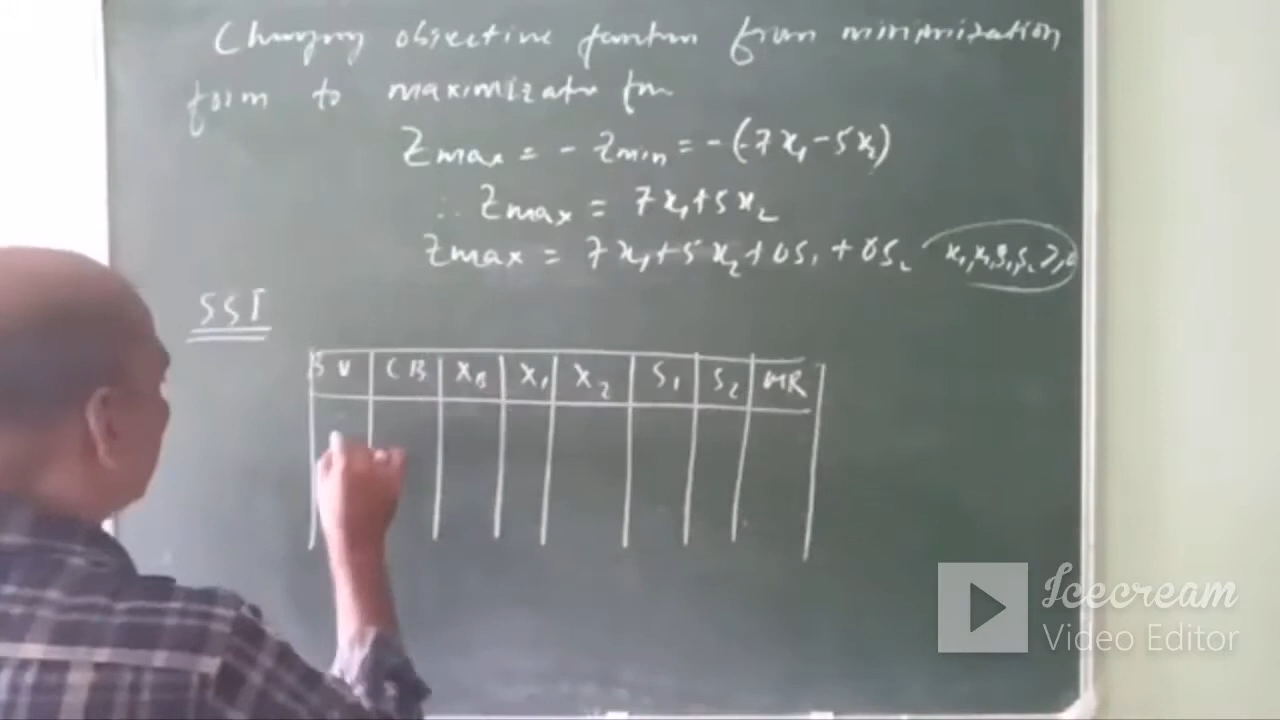 Changing objective function from minimization
form to maximization form
Zmax = - Zmin = -(-7x₁-5x₂)
∴ Zmax = 7x₁+5x₂
Zmax = 7x₁+5x₂+0S₁+0S₂ x₁,x₂,S₁,S₂≥0
SST
BV CB XB X₁ X₂ S₁ S₂ MR
Icecream
Video Editor